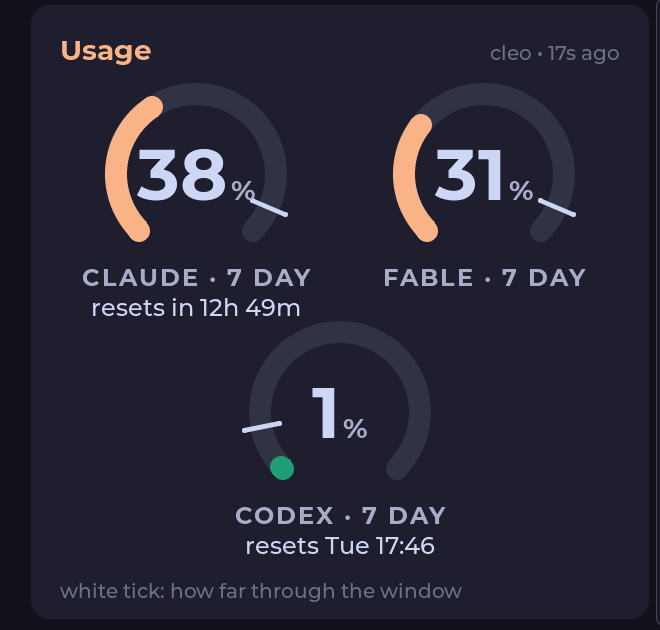 Usage
cleo • 17s ago
38%
31%
CLAUDE · 7 DAY
FABLE · 7 DAY
resets in 12h 49m
1%
CODEX · 7 DAY
resets Tue 17:46
white tick: how far through the window